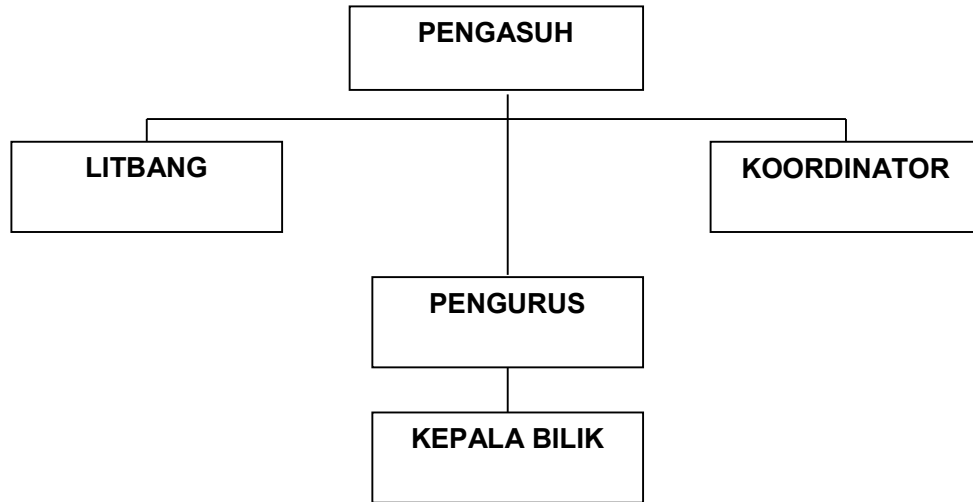 PENGASUH
LITBANG
KOORDINATOR
PENGURUS
KEPALA BILIK